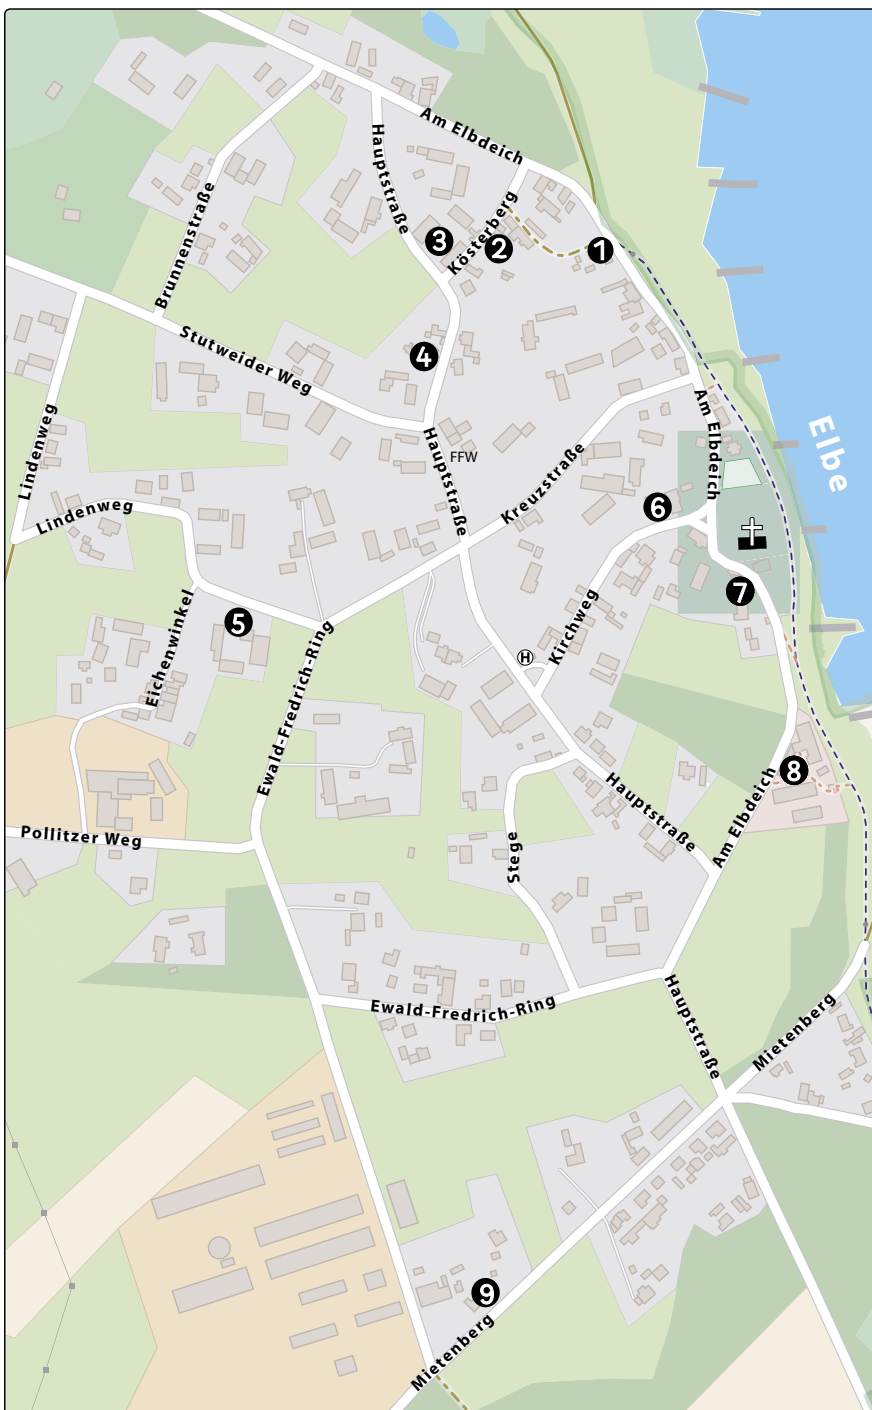 Am Elbdeich
Hauptstraße
Brunnenstraße
Kösterberg
3
2
1
Stutweider Weg
4
Lindenweg
Am Elbdeich
Elbe
Hauptstraße
FFW
Kreuzstraße
Lindenweg
6
7
5
Eichenwinkel
Kirchweg
H
Ewald-Fredrich-Ring
8
Hauptstraße
Am Elbdeich
Pollitzer Weg
Stege
Ewald-Fredrich-Ring
Hauptstraße
Mietenberg
9
Mietenberg